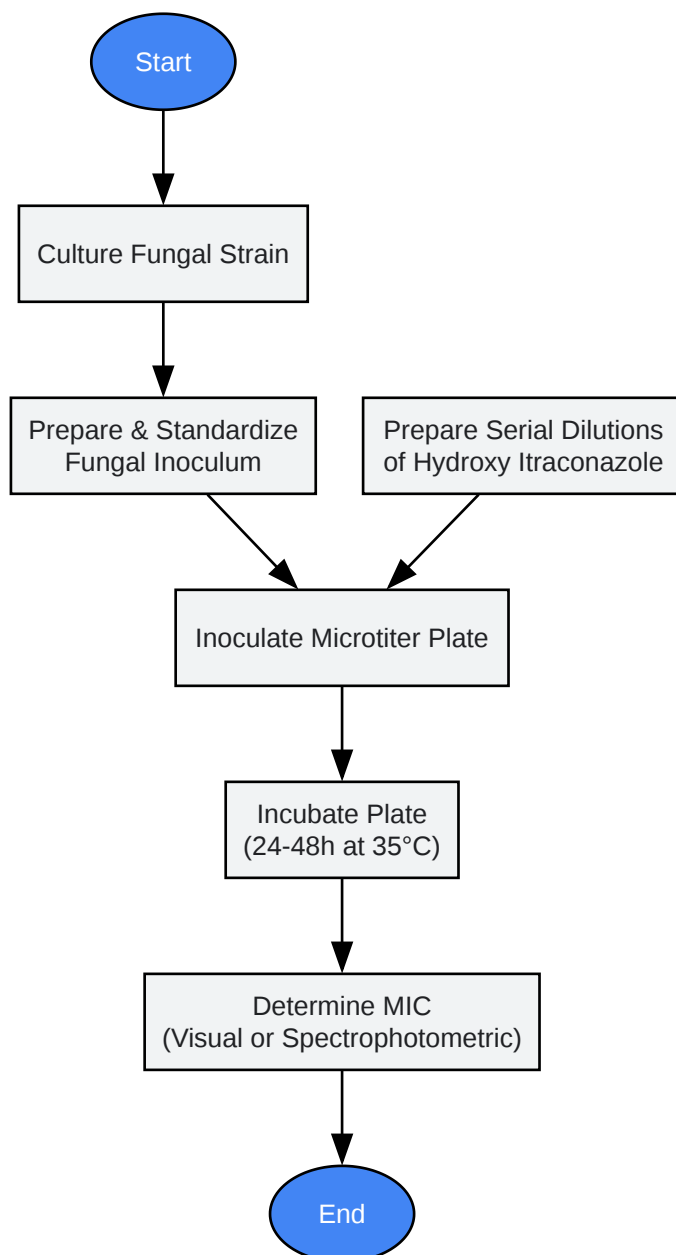 Start
Culture Fungal Strain
Prepare & Standardize
Fungal Inoculum
Prepare Serial Dilutions
of Hydroxy Itraconazole
Inoculate Microtiter Plate
Incubate Plate
(24-48h at 35°C)
Determine MIC
(Visual or Spectrophotometric)
End